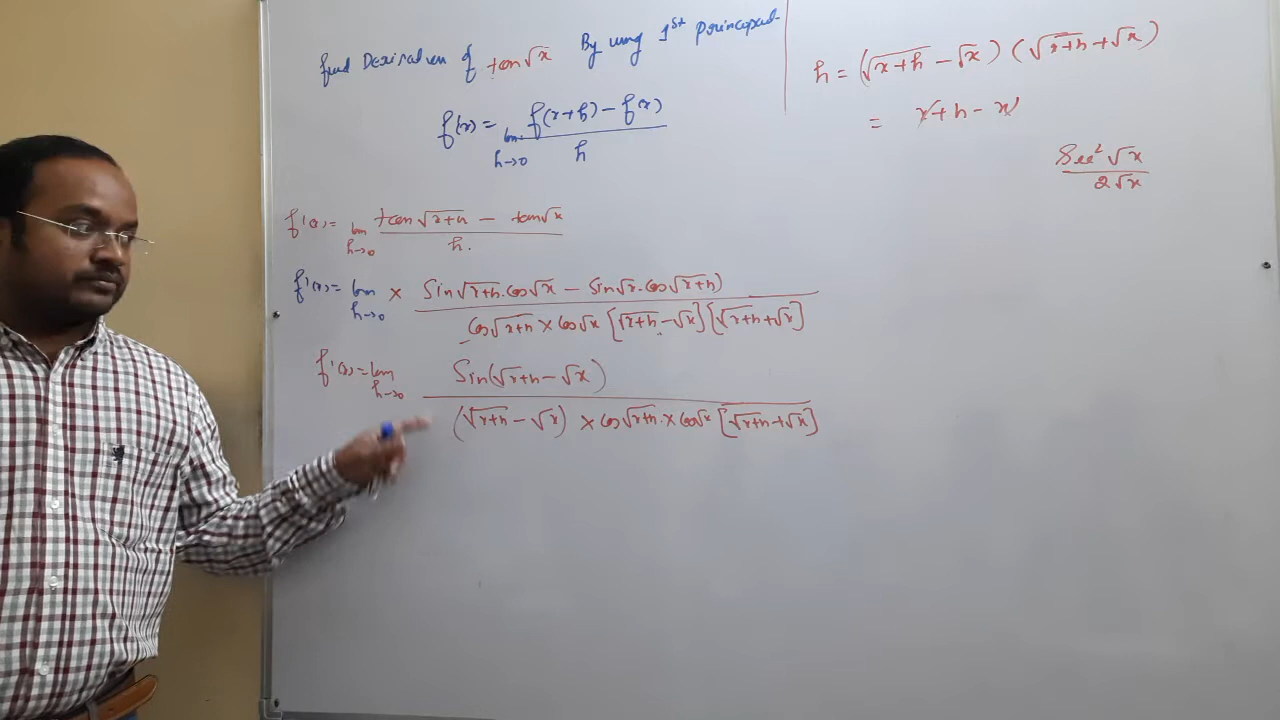 find Derivation of tan√x By using 1st principal
f'(x) = lim h→0 f(x+h) - f(x) / h
f'(x) = lim h→0 tan√x+h - tan√x / h.
f'(x) = lim h→0 × Sin√x+h.cos√x - Sin√x.cos√x+h) / cos√x+h × cos√x [√x+h - √x] [√x+h + √x]
f'(x) = lim h→0 Sin(√x+h - √x) / (√x+h - √x) × cos√x+h. × cos√x [√x+h + √x]
h = (√x+h - √x) (√x+h + √x)
= x + h - x
Sec² √x / 2√x